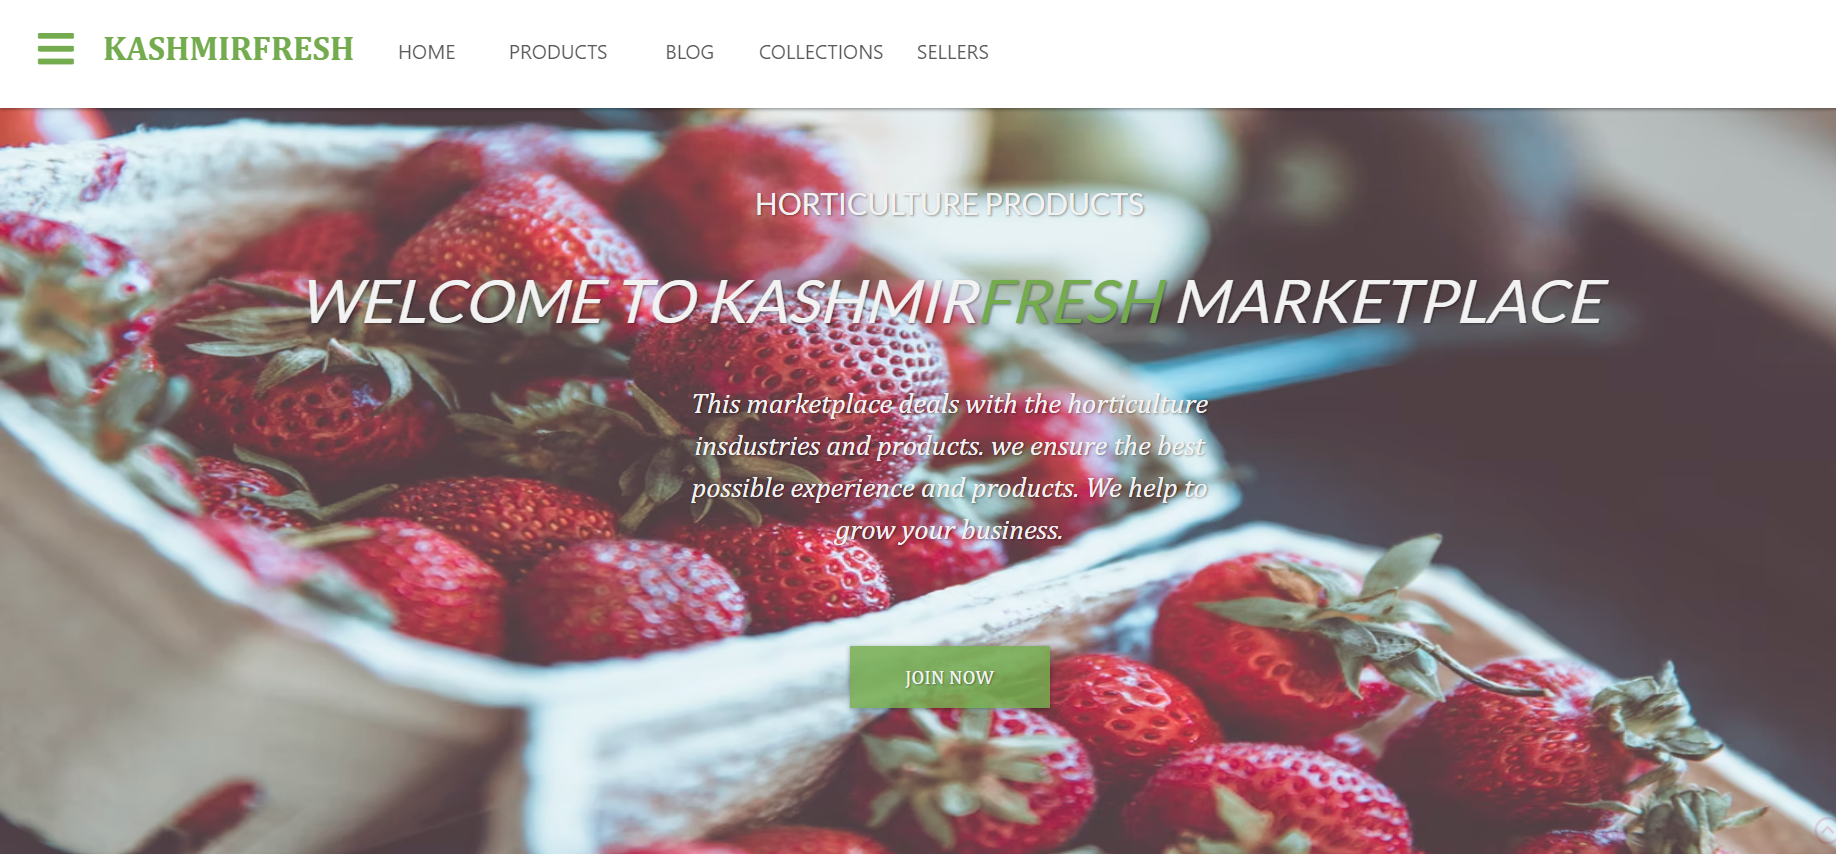 KASHMIRFRESH HOME PRODUCTS BLOG COLLECTIONS SELLERS
HORTICULTURE PRODUCTS
WELCOME TO KASHMIRFRESH MARKETPLACE
This marketplace deals with the horticulture
insdustries and products. we ensure the best
possible experience and products. We help to
grow your business.
JOIN NOW